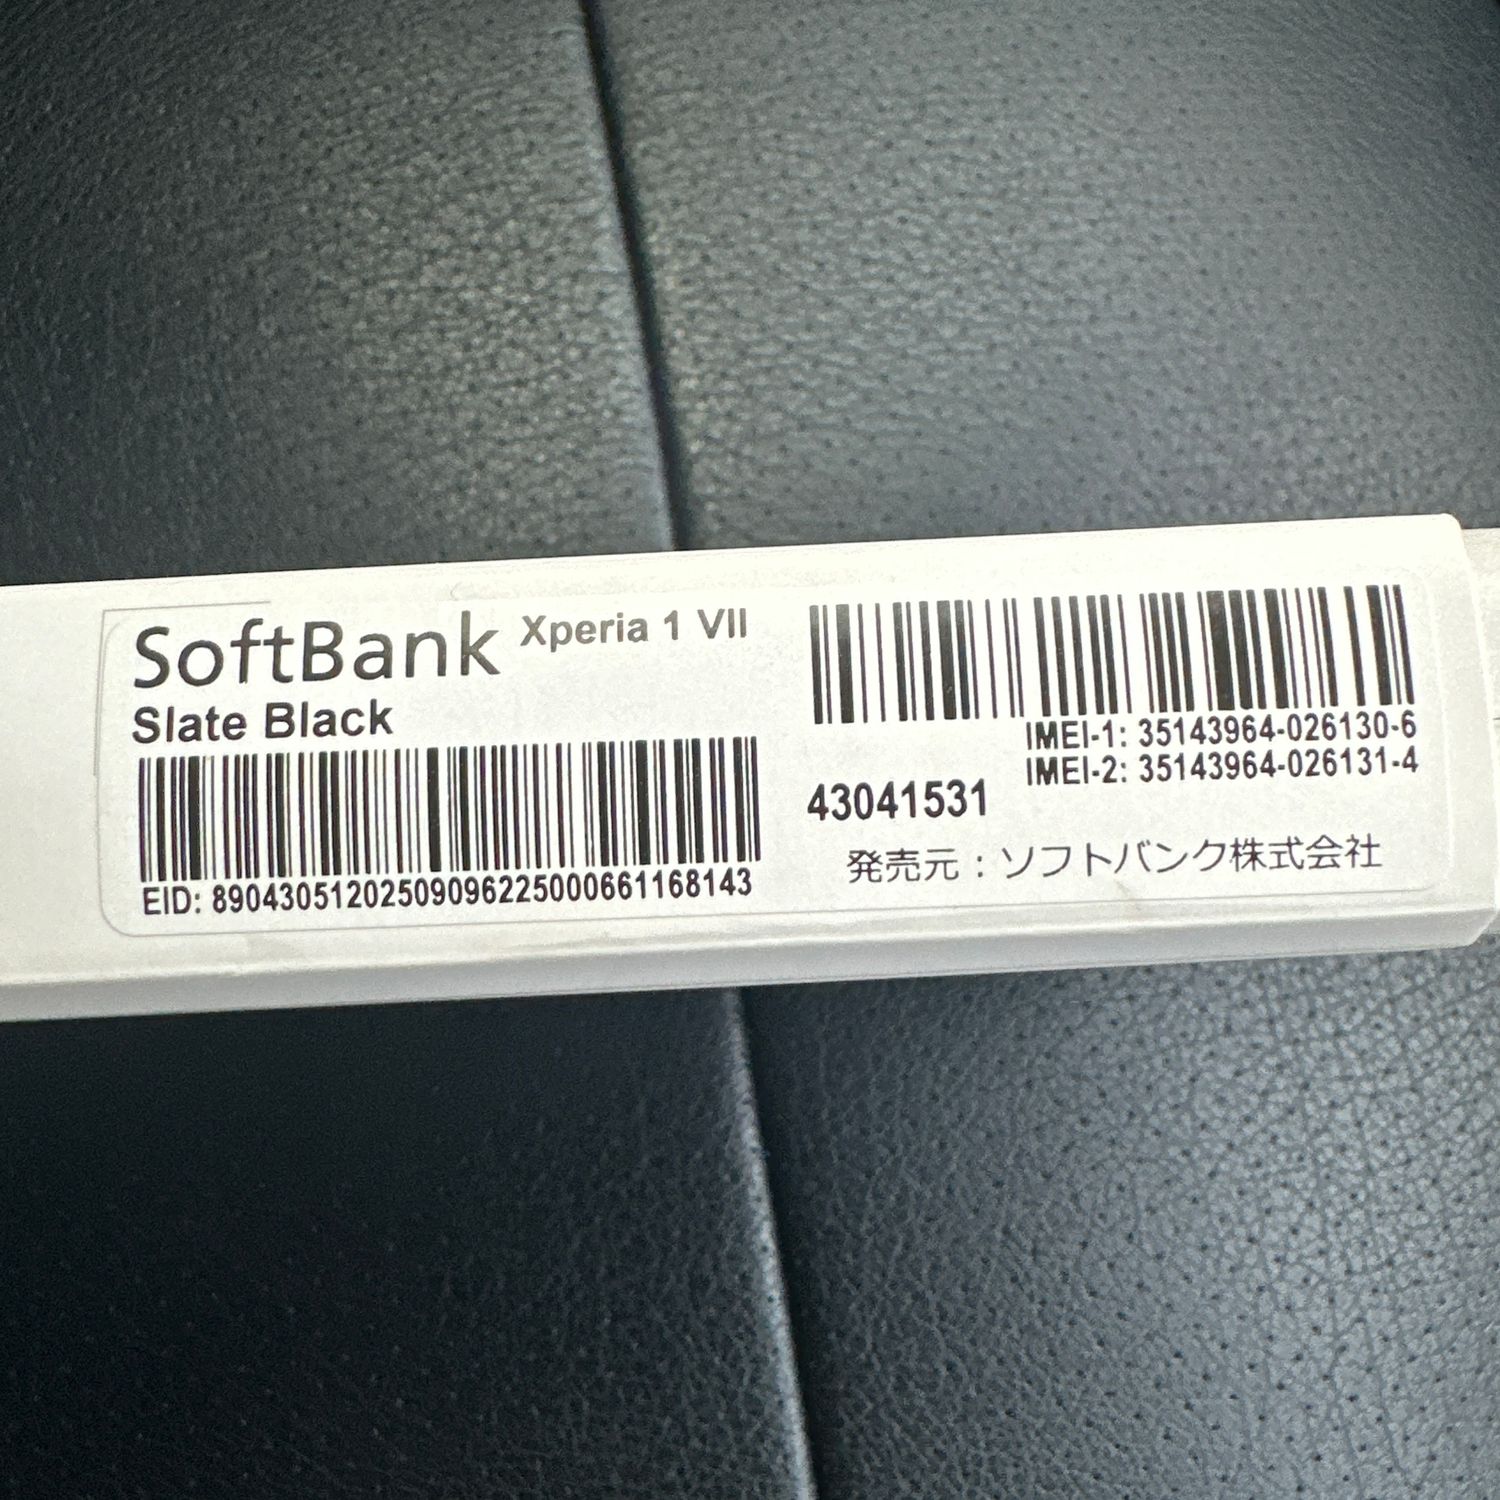 SoftBank Xperia 1 VII
Slate Black
EID: 89043051202509096225000661168143
IMEI-1: 35143964-026130-6
IMEI-2: 35143964-026131-4
43041531
発売元：ソフトバンク株式会社